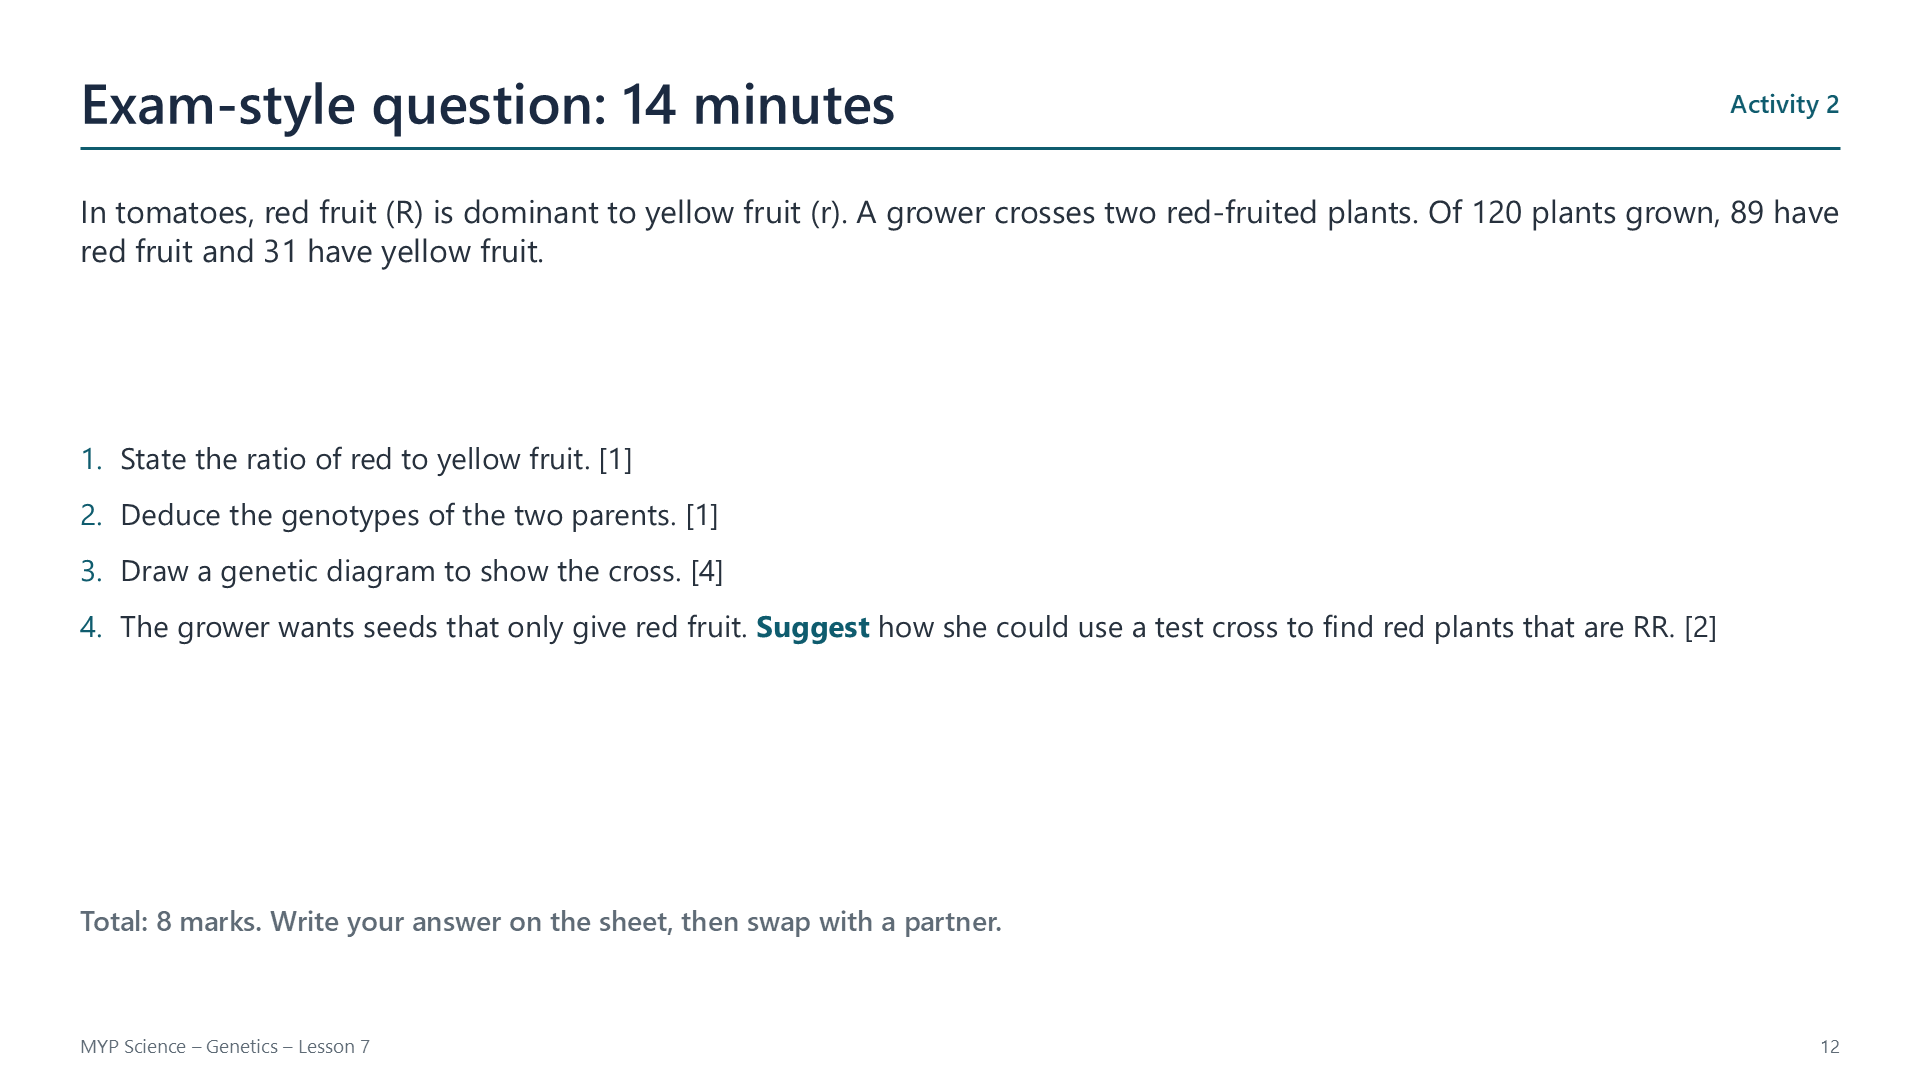 Exam-style question: 14 minutes
Activity 2
In tomatoes, red fruit (R) is dominant to yellow fruit (r). A grower crosses two red-fruited plants. Of 120 plants grown, 89 have
red fruit and 31 have yellow fruit.
1. State the ratio of red to yellow fruit. [1]
2. Deduce the genotypes of the two parents. [1]
3. Draw a genetic diagram to show the cross. [4]
4. The grower wants seeds that only give red fruit. Suggest how she could use a test cross to find red plants that are RR. [2]
Total: 8 marks. Write your answer on the sheet, then swap with a partner.
MYP Science – Genetics – Lesson 7
12